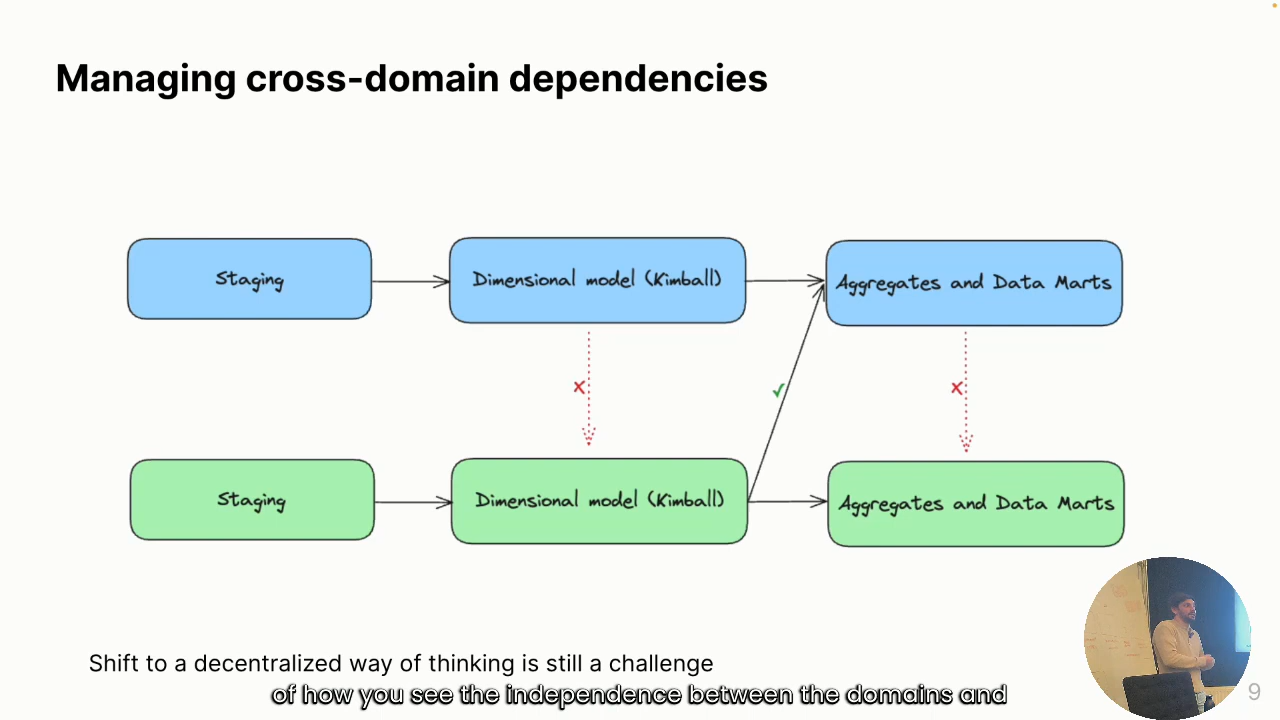 Managing cross-domain dependencies
Staging
Dimensional model (Kimball)
Aggregates and Data Marts
x
✓
x
Staging
Dimensional model (Kimball)
Aggregates and Data Marts
Shift to a decentralized way of thinking is still a challenge
of how you see the independence between the domains and
9